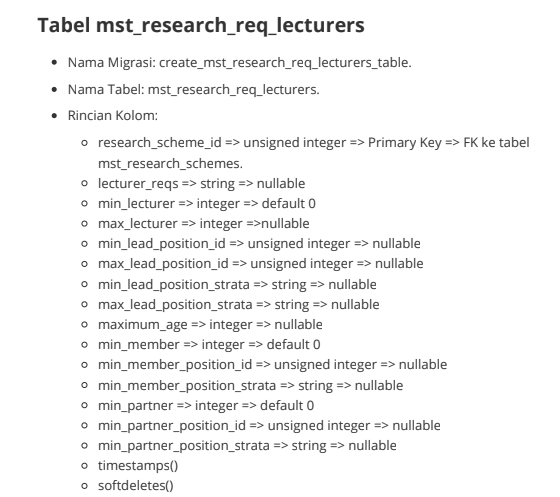 Tabel mst_research_req_lecturers
• Nama Migrasi: create_mst_research_req_lecturers_table.
• Nama Tabel: mst_research_req_lecturers.
• Rincian Kolom:
○ research_scheme_id => unsigned integer => Primary Key => FK ke tabel
mst_research_schemes.
○ lecturer_reqs => string => nullable
○ min_lecturer => integer => default 0
○ max_lecturer => integer =>nullable
○ min_lead_position_id => unsigned integer => nullable
○ max_lead_position_id => unsigned integer => nullable
○ min_lead_position_strata => string => nullable
○ max_lead_position_strata => string => nullable
○ maximum_age => integer => nullable
○ min_member => integer => default 0
○ min_member_position_id => unsigned integer => nullable
○ min_member_position_strata => string => nullable
○ min_partner => integer => default 0
○ min_partner_position_id => unsigned integer => nullable
○ min_partner_position_strata => string => nullable
○ timestamps()
○ softdeletes()